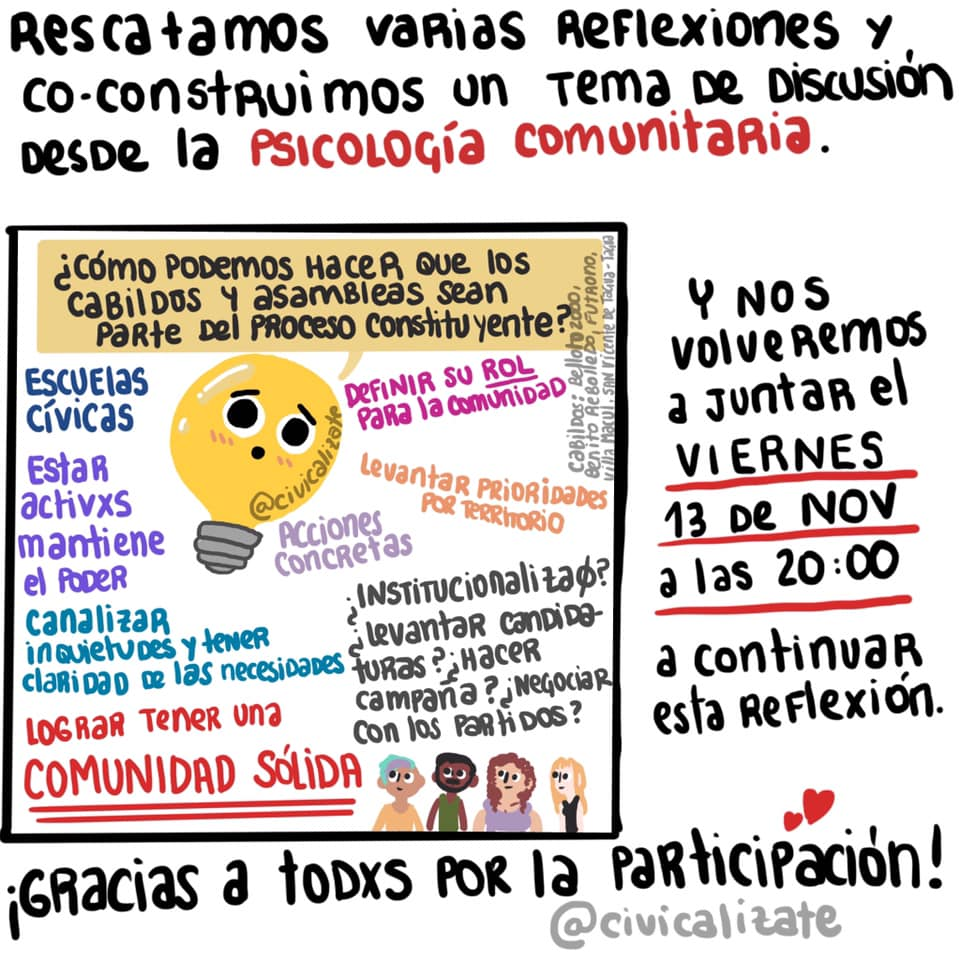 Rescatamos varias reflexiones y
co-construimos un tema de discusión
desde la psicología comunitaria.
¿Cómo podemos hacer que los
cabildos y asambleas sean
parte del proceso constituyente?
Cabildos: Bellohz000,
Benito Rebolledo, Futrono,
Villa Macul, San Vicente de Tagua-Tagua
Escuelas
cívicas
Definir su rol
para la comunidad
@civicalizate
Estar
activxs
mantiene
el poder
Levantar prioridades
por territorio
Acciones
concretas
Canalizar
inquietudes y tener
claridad de las necesidades
¿Institucionalizaø?
¿Levantar candida-
turas? ¿Hacer
campaña? ¿Negociar
con los partidos?
Lograr tener una
COMUNIDAD SÓLIDA
Y nos
volveremos
a juntar el
VIERNES
13 de NOV
a las 20:00
a continuar
esta reflexión.
¡Gracias a todxs por la participación!
@civicalizate